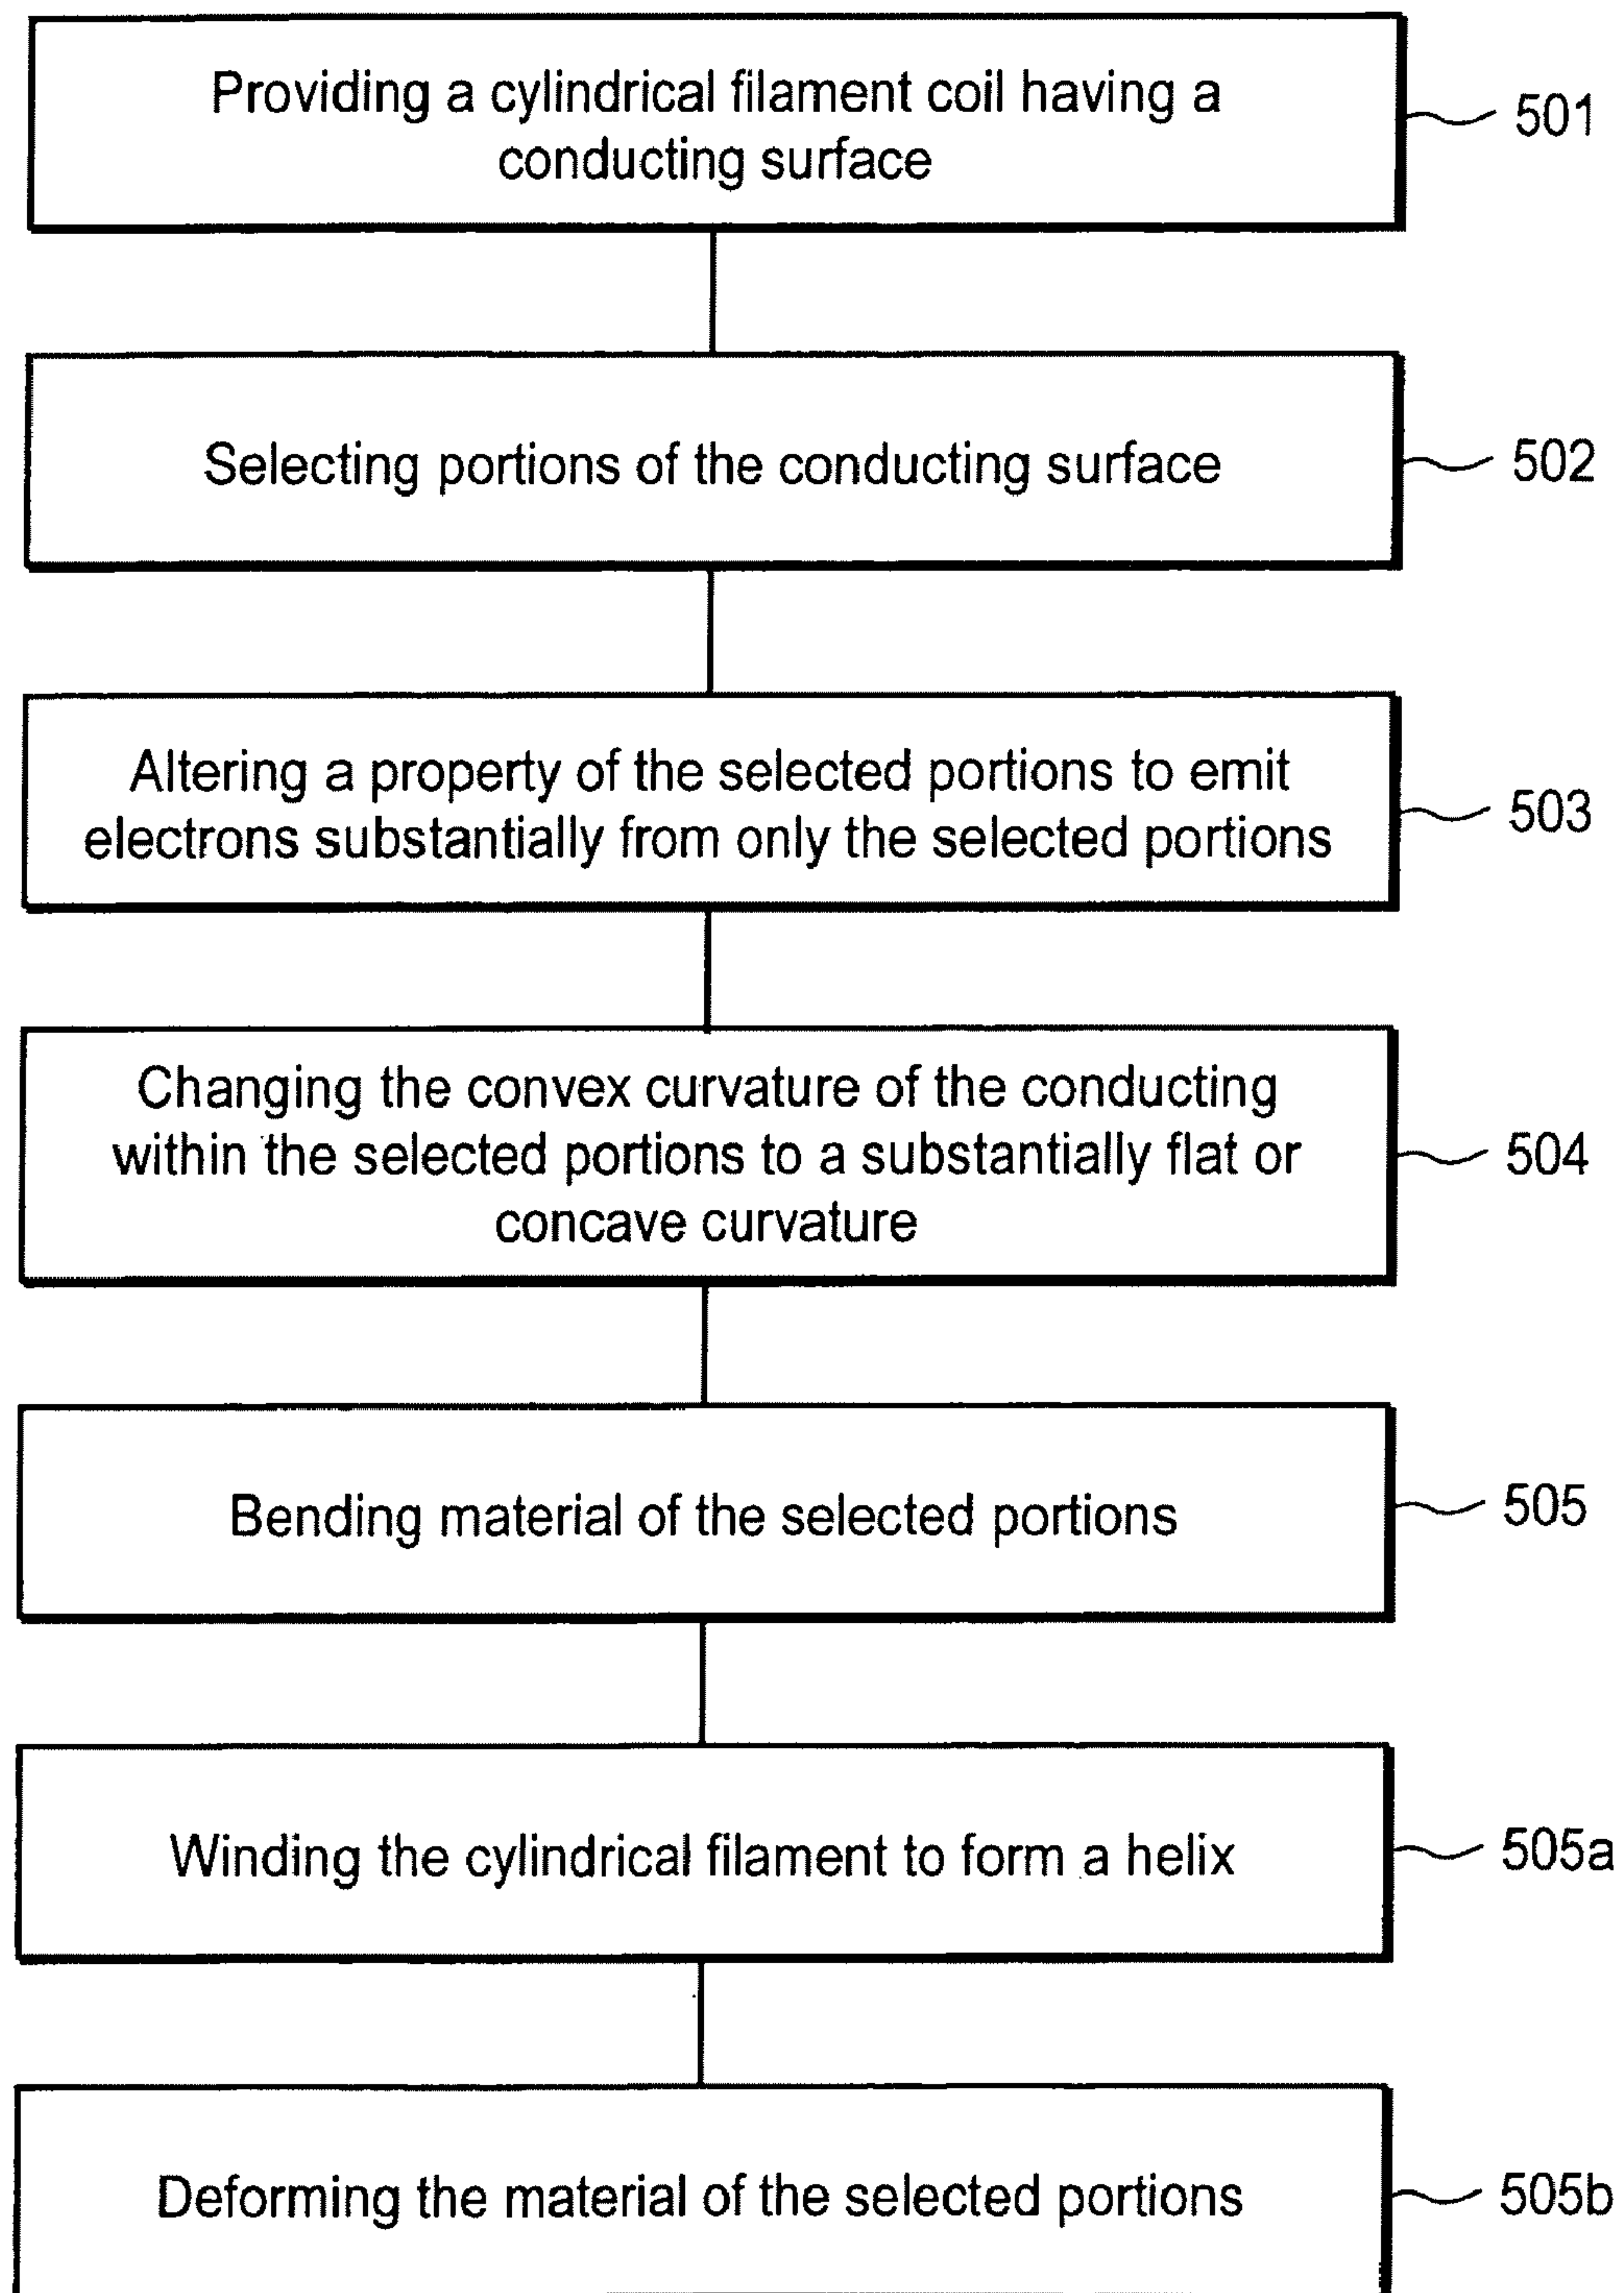 Providing a cylindrical filament coil having a
conducting surface
501
Selecting portions of the conducting surface
502
Altering a property of the selected portions to emit
electrons substantially from only the selected portions
503
Changing the convex curvature of the conducting
within the selected portions to a substantially flat or
concave curvature
504
Bending material of the selected portions
505
Winding the cylindrical filament to form a helix
505a
Deforming the material of the selected portions
505b